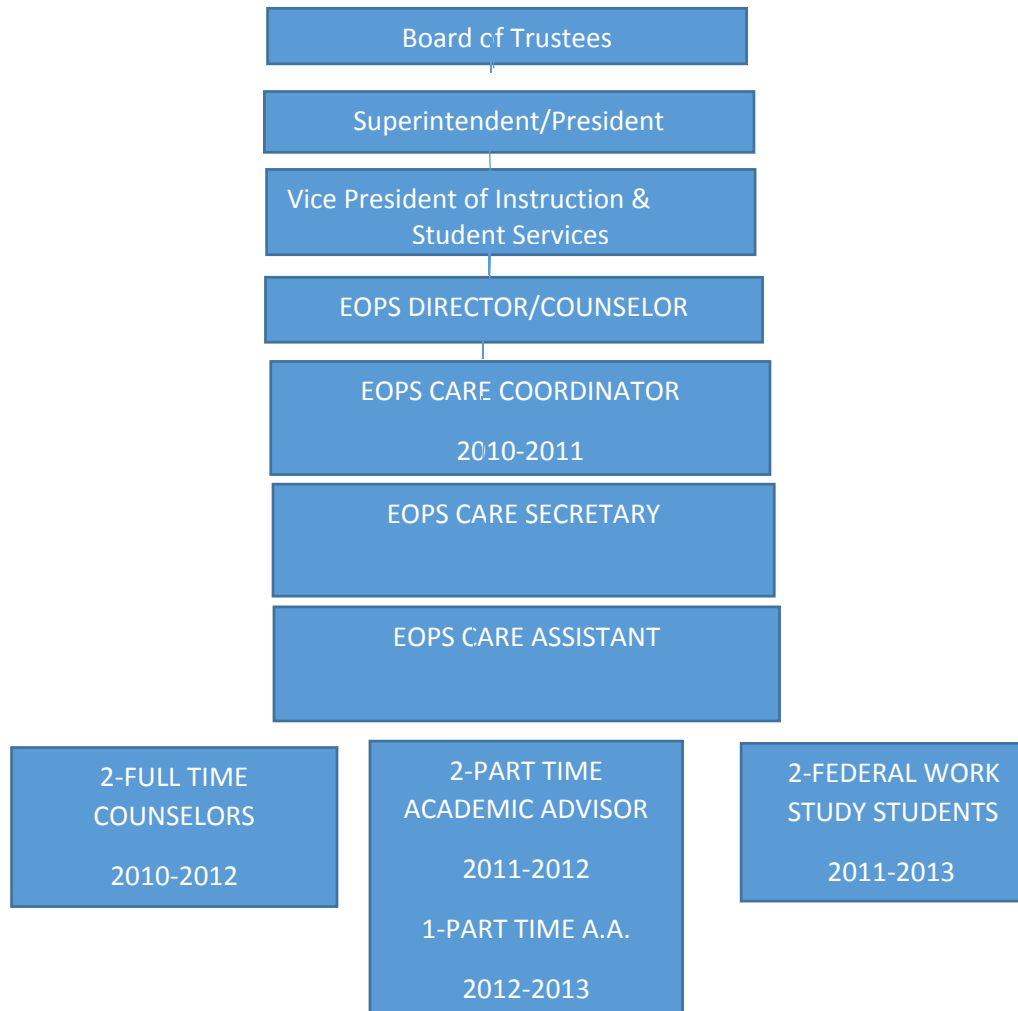 Board of Trustees
Superintendent/President
Vice President of Instruction &
Student Services
EOPS DIRECTOR/COUNSELOR
EOPS CARE COORDINATOR
2010-2011
EOPS CARE SECRETARY
EOPS CARE ASSISTANT
2-FULL TIME
COUNSELORS
2010-2012
2-PART TIME
ACADEMIC ADVISOR
2011-2012
1-PART TIME A.A.
2012-2013
2-FEDERAL WORK
STUDY STUDENTS
2011-2013